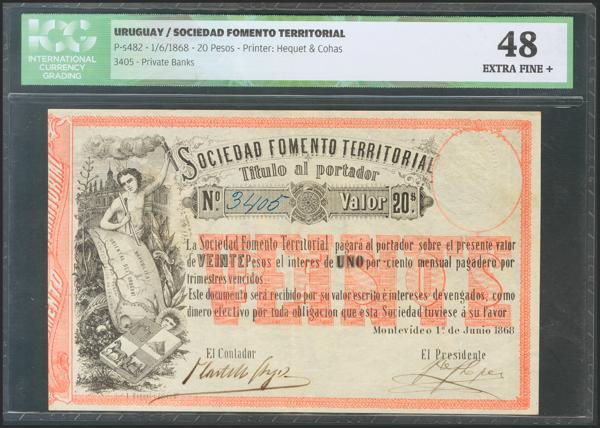 ICG
INTERNATIONAL
CURRENCY
GRADING
URUGUAY / SOCIEDAD FOMENTO TERRITORIAL
P-s482 - 1/6/1868 - 20 Pesos - Printer: Hequet & Cohas
3405 - Private Banks
48
EXTRA FINE +
SOCIEDAD FOMENTO TERRITORIAL
Título al portador
Nº 3405 Valor 20$
VEINTE
La Sociedad Fomento Territorial pagará al portador sobre el presente valor
de VEINTE Pesos el interes de UNO por ciento mensual pagadero por
trimestres vencidos.
Este documento será recibido por su valor escrito é intereses devengados, como
dinero efectivo por toda obligacion que esta Sociedad tuviese á su favor.
Montevideo 1º de Junio 1868
El Contador
El Presidente